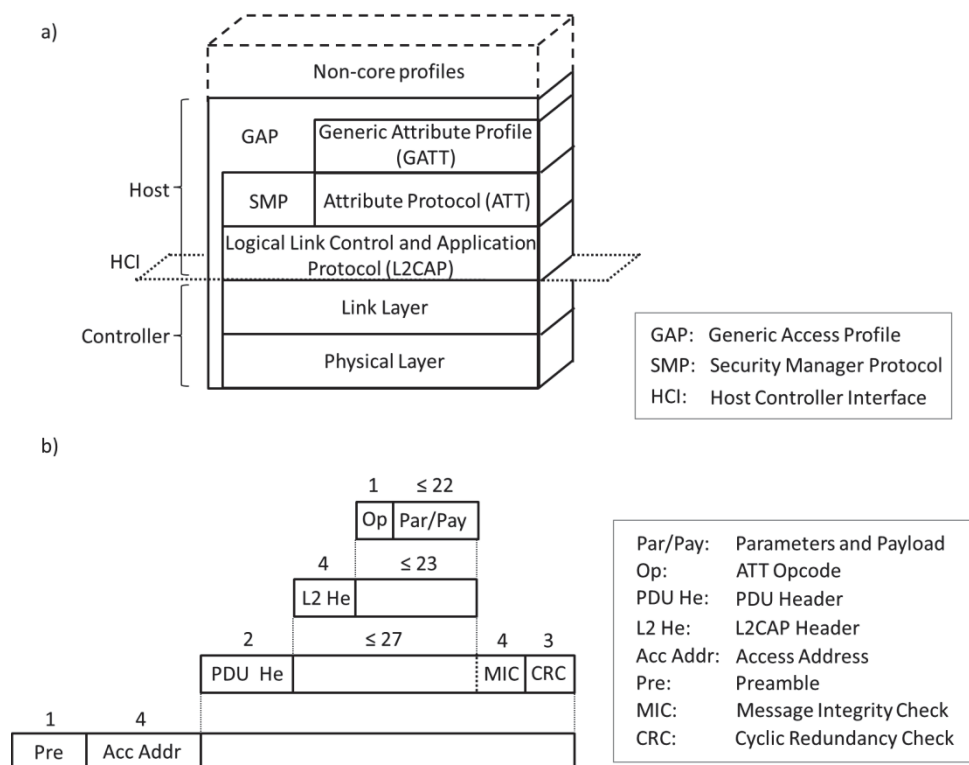 a)
Non-core profiles
GAP
Generic Attribute Profile
(GATT)
Host
SMP
Attribute Protocol (ATT)
Logical Link Control and Application
Protocol (L2CAP)
HCI
Link Layer
Controller
Physical Layer
GAP: Generic Access Profile
SMP: Security Manager Protocol
HCI: Host Controller Interface
b)
1 ≤ 22
Op Par/Pay
4 ≤ 23
L2 He
2 ≤ 27 4 3
PDU He MIC CRC
1 4
Pre Acc Addr
Par/Pay: Parameters and Payload
Op: ATT Opcode
PDU He: PDU Header
L2 He: L2CAP Header
Acc Addr: Access Address
Pre: Preamble
MIC: Message Integrity Check
CRC: Cyclic Redundancy Check